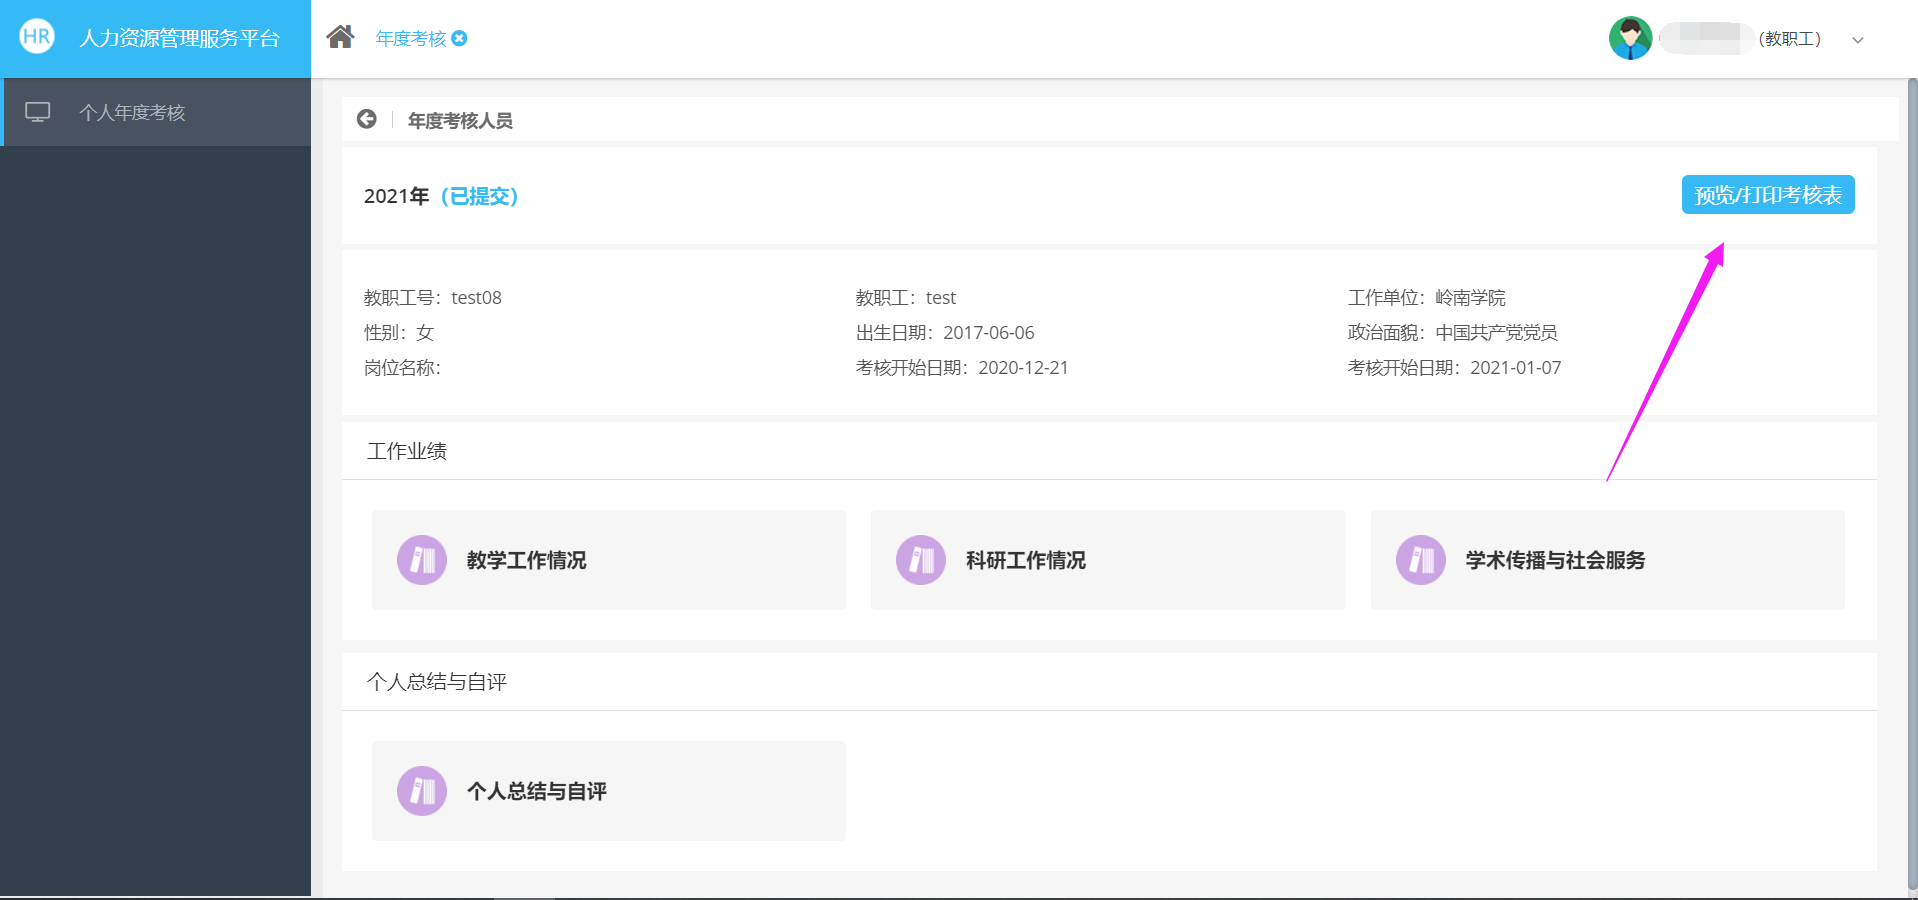 HR 人力资源管理服务平台
年度考核
(教职工)
个人年度考核
年度考核人员
2021年（已提交）
预览/打印考核表
教职工号：test08
教职工：test
工作单位：岭南学院
性别：女
出生日期：2017-06-06
政治面貌：中国共产党党员
岗位名称：
考核开始日期：2020-12-21
考核开始日期：2021-01-07
工作业绩
教学工作情况
科研工作情况
学术传播与社会服务
个人总结与自评
个人总结与自评